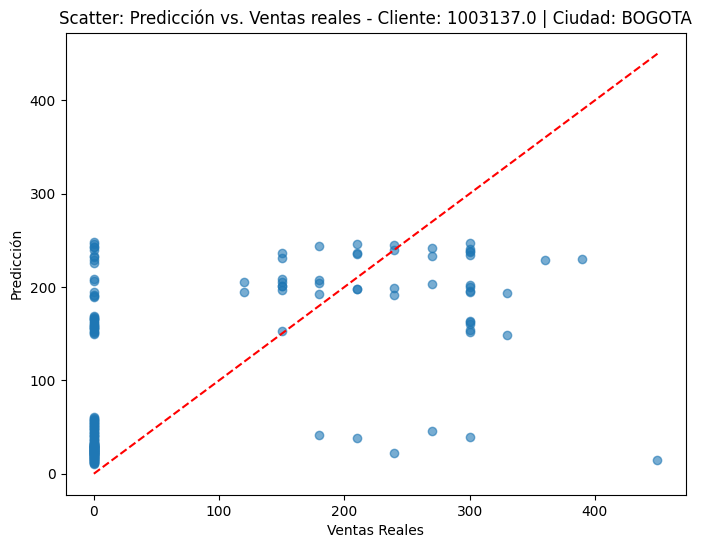 Scatter: Predicción vs. Ventas reales - Cliente: 1003137.0 | Ciudad: BOGOTA
400
300
200
100
0
Predicción
0 100 200 300 400
Ventas Reales